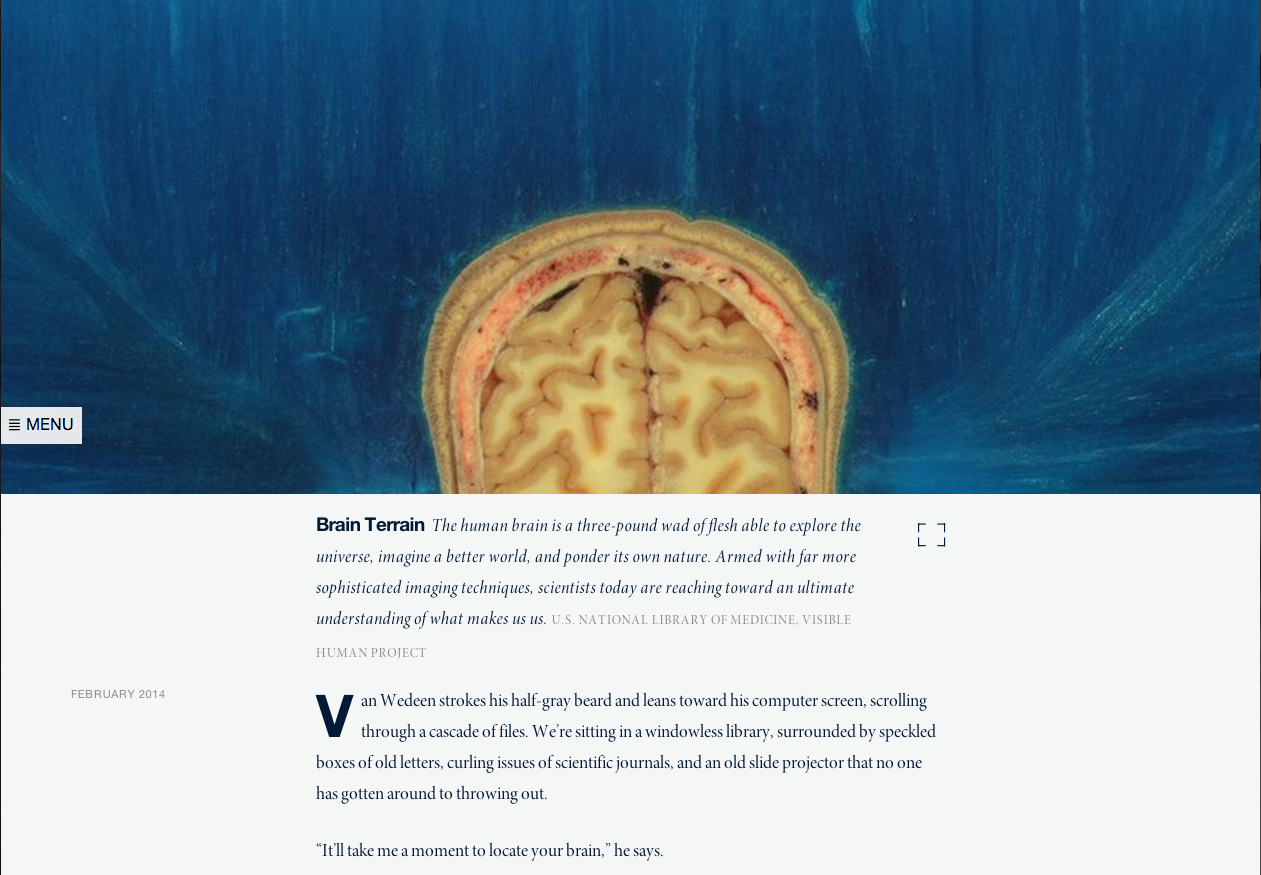 MENU
Brain Terrain The human brain is a three-pound wad of flesh able to explore the
universe, imagine a better world, and ponder its own nature. Armed with far more
sophisticated imaging techniques, scientists today are reaching toward an ultimate
understanding of what makes us us. U.S. NATIONAL LIBRARY OF MEDICINE, VISIBLE
HUMAN PROJECT
FEBRUARY 2014
Van Wedeen strokes his half-gray beard and leans toward his computer screen, scrolling
through a cascade of files. We’re sitting in a windowless library, surrounded by speckled
boxes of old letters, curling issues of scientific journals, and an old slide projector that no one
has gotten around to throwing out.
“It’ll take me a moment to locate your brain,” he says.